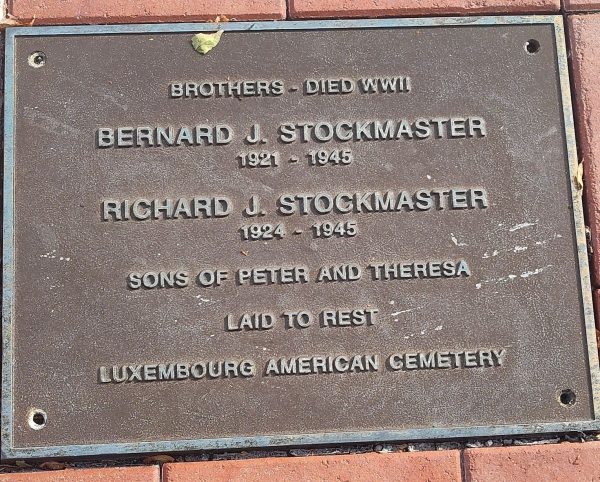 BROTHERS - DIED WWII
BERNARD J. STOCKMASTER
1921 - 1945
RICHARD J. STOCKMASTER
1924 - 1945
SONS OF PETER AND THERESA
LAID TO REST
LUXEMBOURG AMERICAN CEMETERY